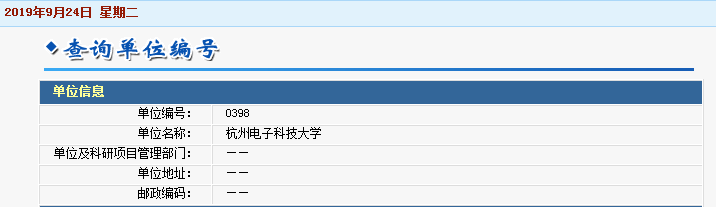 2019年9月24日 星期二
查询单位编号
单位信息
单位编号： 0398
单位名称： 杭州电子科技大学
单位及科研项目管理部门： －－
单位地址： －－
邮政编码： －－